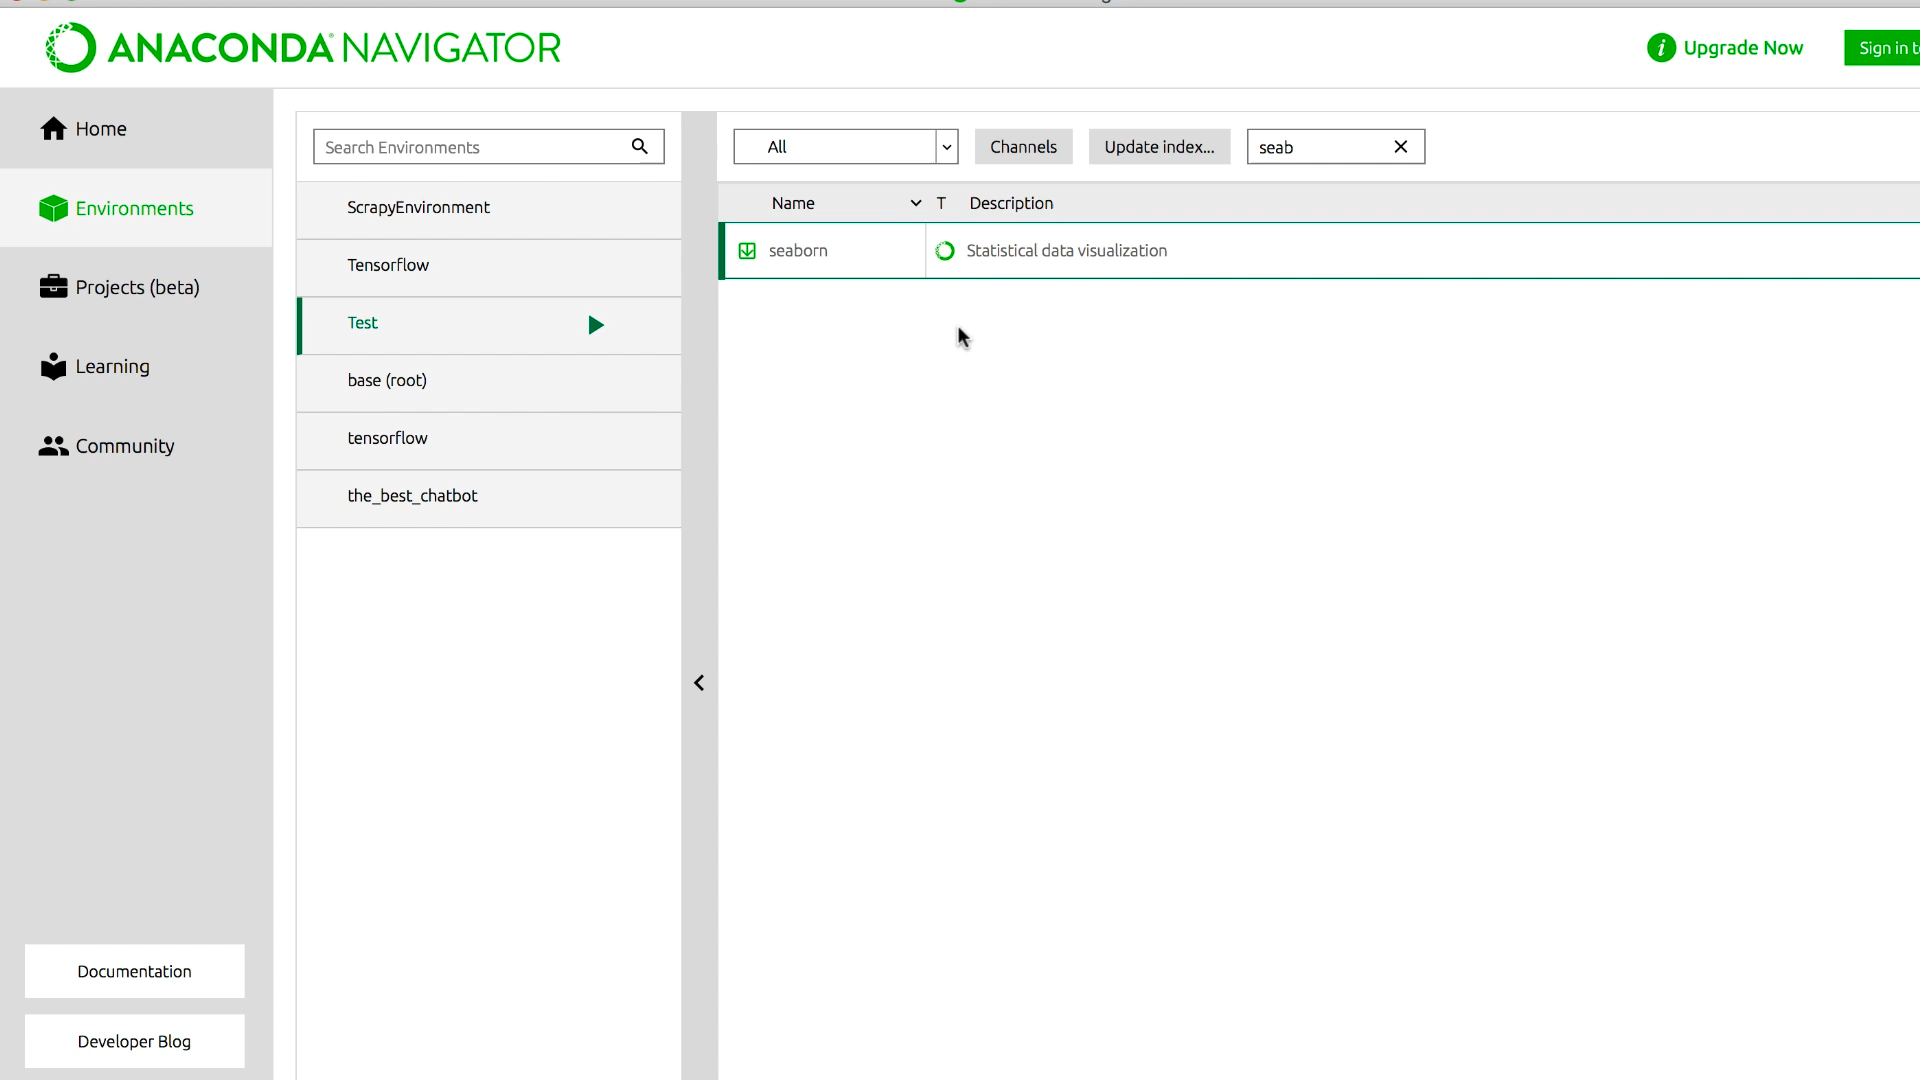 ANACONDA NAVIGATOR
Upgrade Now
Sign in t
Home
Environments
Projects (beta)
Learning
Community
Documentation
Developer Blog
Search Environments
ScrapyEnvironment
Tensorflow
Test
base (root)
tensorflow
the_best_chatbot
All
Channels
Update index...
seab
Name T Description
seaborn Statistical data visualization